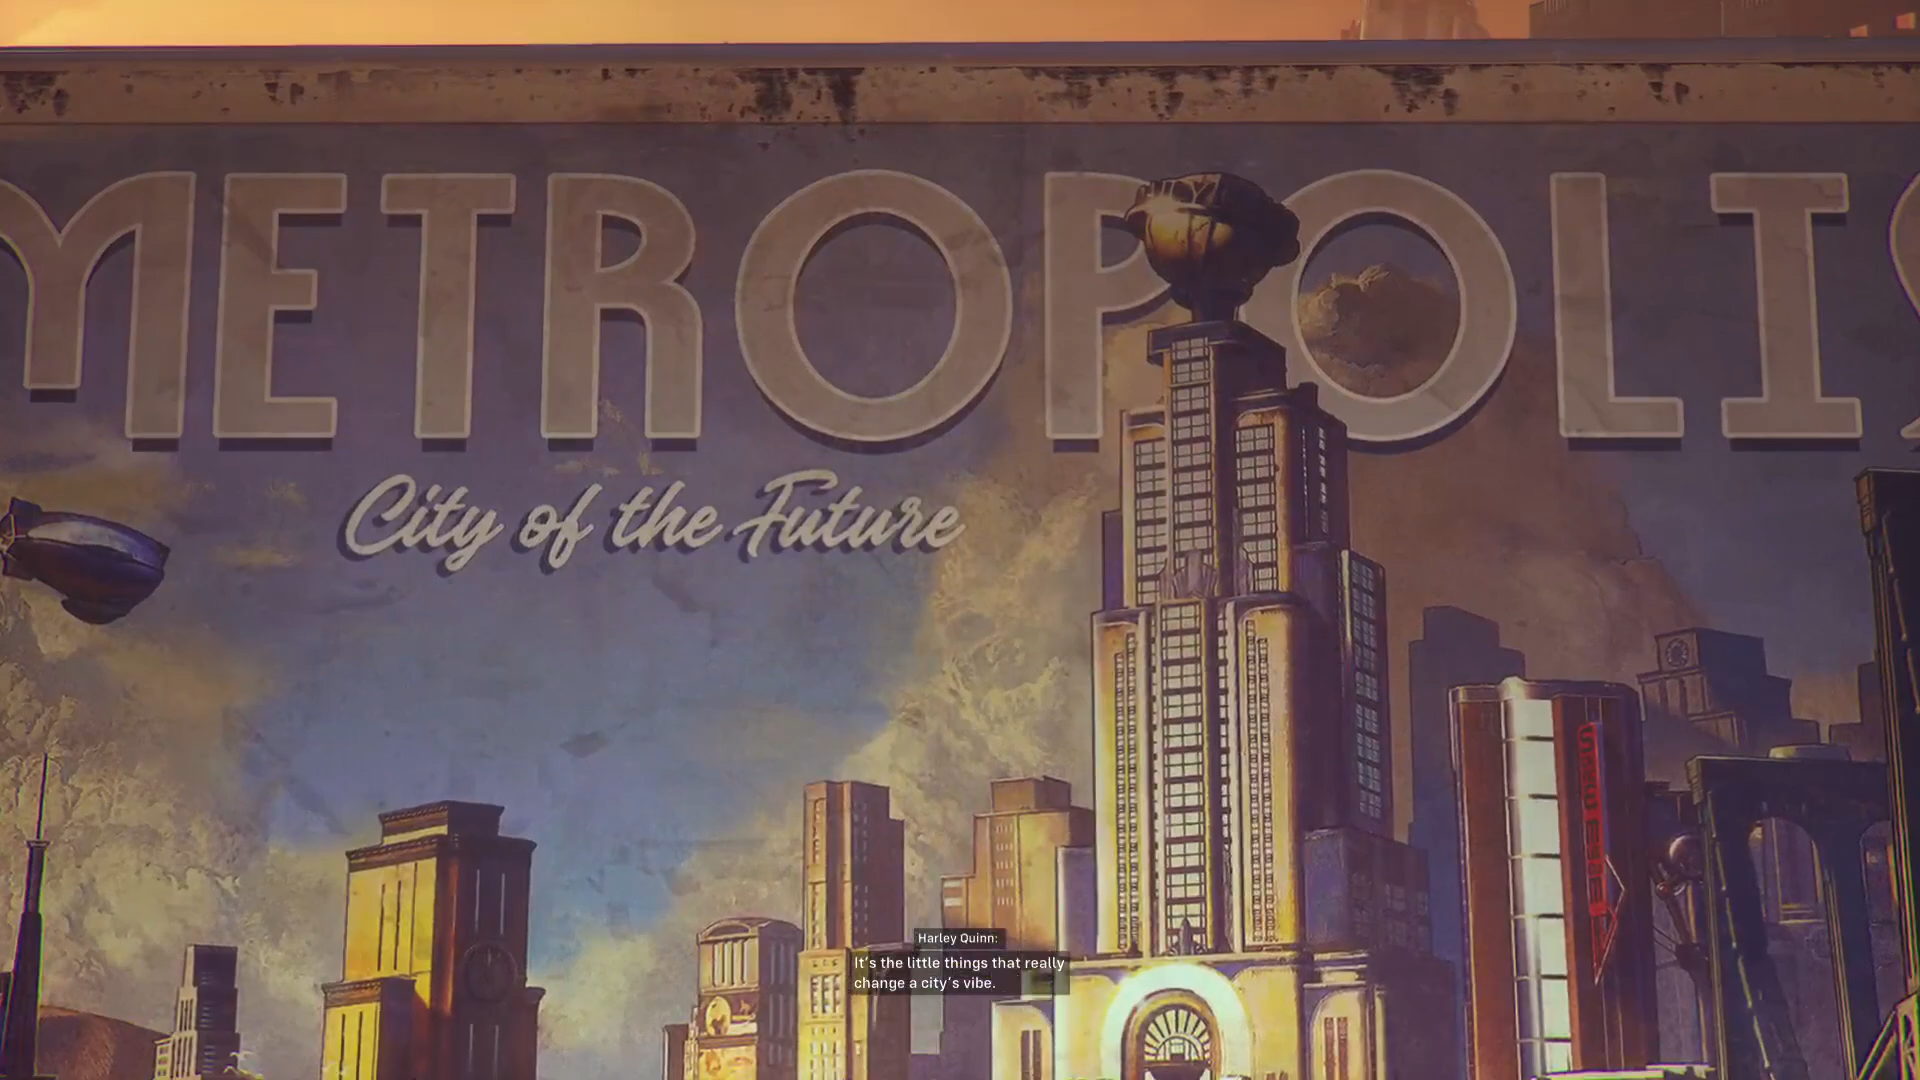 METROPOLIS
City of the Future
Harley Quinn:
It's the little things that really
change a city's vibe.